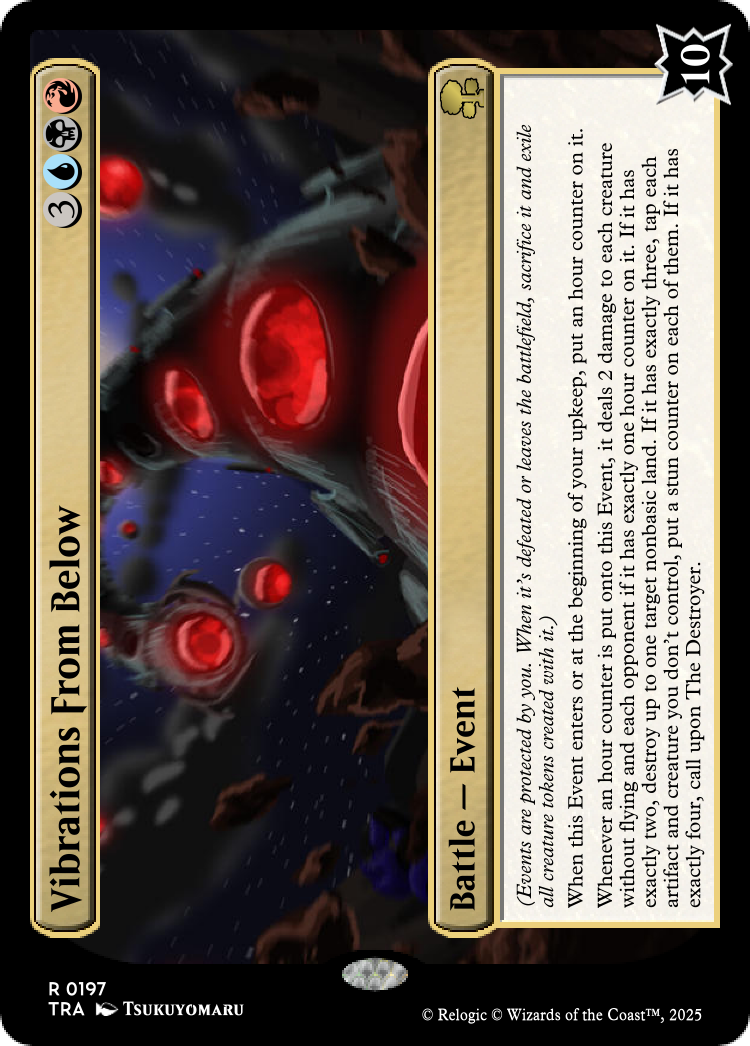 Vibrations From Below
3
Battle — Event
10
(Events are protected by you. When it's defeated or leaves the battlefield, sacrifice it and exile
all creature tokens created with it.)
When this Event enters or at the beginning of your upkeep, put an hour counter on it.
Whenever an hour counter is put onto this Event, it deals 2 damage to each creature
without flying and each opponent if it has exactly one hour counter on it. If it has
exactly two, destroy up to one target nonbasic land. If it has exactly three, tap each
artifact and creature you don't control, put a stun counter on each of them. If it has
exactly four, call upon The Destroyer.
R 0197
TRA Tsukuyomaru
© Relogic © Wizards of the Coast™, 2025